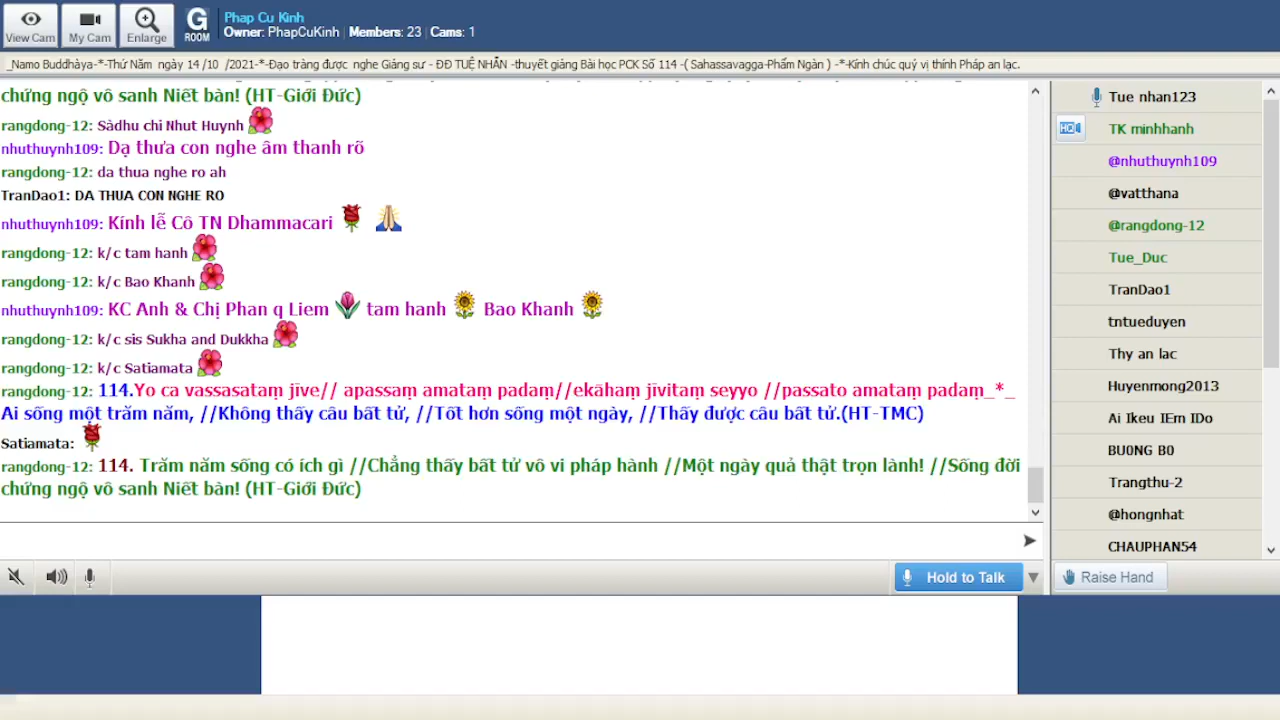 View Cam
My Cam
Enlarge
G
ROOM
Phap Cu Kinh
Owner: PhapCuKinh | Members: 23 | Cams: 1
_Namo Buddhàya-*-Thứ Năm ngày 14 /10 /2021-*-Đạo tràng được nghe Giảng sư - ĐĐ TUỆ NHẪN -thuyết giảng Bài học PCK Số 114 -( Sahassavagga-Phẩm Ngàn ) -*-Kính chúc quý vị thính Pháp an lạc.
chứng ngộ vô sanh Niết bàn! (HT-Giới Đức)
rangdong-12: Sàdhu chi Nhut Huynh
nhuthuynh109: Dạ thưa con nghe âm thanh rõ
rangdong-12: da thua nghe ro ah
TranDao1: DA THUA CON NGHE RO
nhuthuynh109: Kính lễ Cô TN Dhammacari
rangdong-12: k/c tam hanh
rangdong-12: k/c Bao Khanh
nhuthuynh109: KC Anh & Chị Phan q Liem tam hanh Bao Khanh
rangdong-12: k/c sis Sukha and Dukkha
rangdong-12: k/c Satiamata
rangdong-12: 114.Yo ca vassasataṃ jīve// apassaṃ amataṃ padaṃ//ekāhaṃ jīvitaṃ seyyo //passato amataṃ padaṃ_*_
Ai sống một trăm năm, //Không thấy câu bất tử, //Tốt hơn sống một ngày, //Thấy được câu bất tử.(HT-TMC)
Satiamata:
rangdong-12: 114. Trăm năm sống có ích gì //Chẳng thấy bất tử vô vi pháp hành //Một ngày quả thật trọn lành! //Sống đời
chứng ngộ vô sanh Niết bàn! (HT-Giới Đức)
Hold to Talk
Tue nhan123
TK minhhanh
@nhuthuynh109
@vatthana
@rangdong-12
Tue_Duc
TranDao1
tntueduyen
Thy an lac
Huyenmong2013
Ai Ikeu IEm IDo
BU0NG B0
Trangthu-2
@hongnhat
CHAUPHAN54
Raise Hand